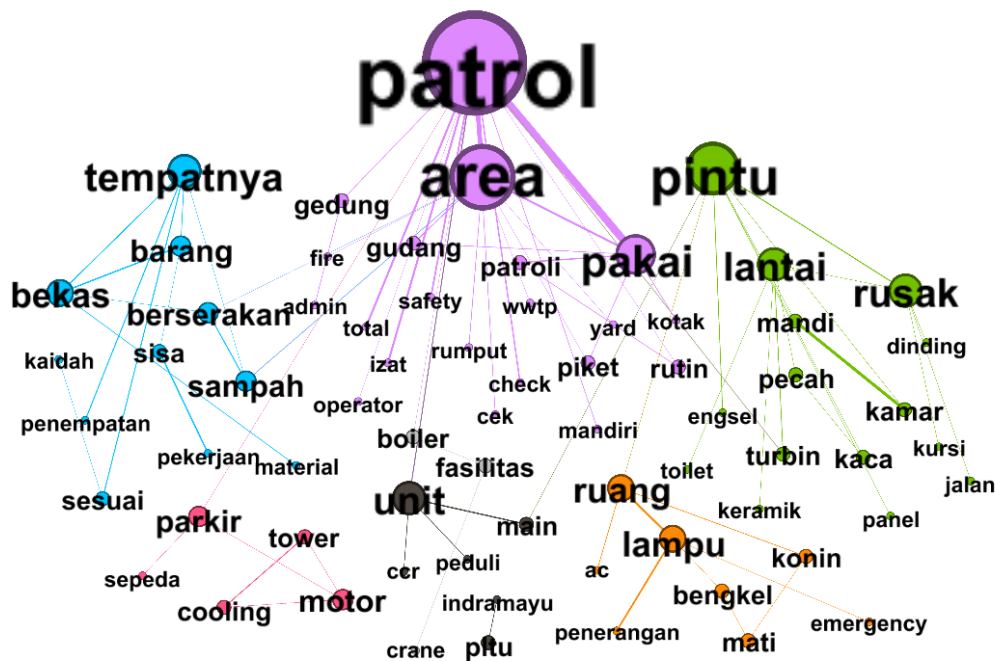 patrol
tempatnya
area
pintu
gedung
barang
fire
gudang
patroli
pakai
lantai
bekas
berserakan
admin
safety
wwtp
yard
kotak
mandi
rusak
kaidah
sisa
total
izat
rumput
check
piket
rutin
pecah
dinding
sampah
operator
cek
mandiri
engsel
kamar
penempatan
pekerjaan
material
boiler
fasilitas
toilet
turbin
kaca
kursi
jalan
sesuai
parkir
tower
unit
main
ruang
lampu
keramik
panel
sepeda
cooling
motor
ccr
peduli
indramayu
ac
bengkel
konin
crane
pltu
penerangan
mati
emergency